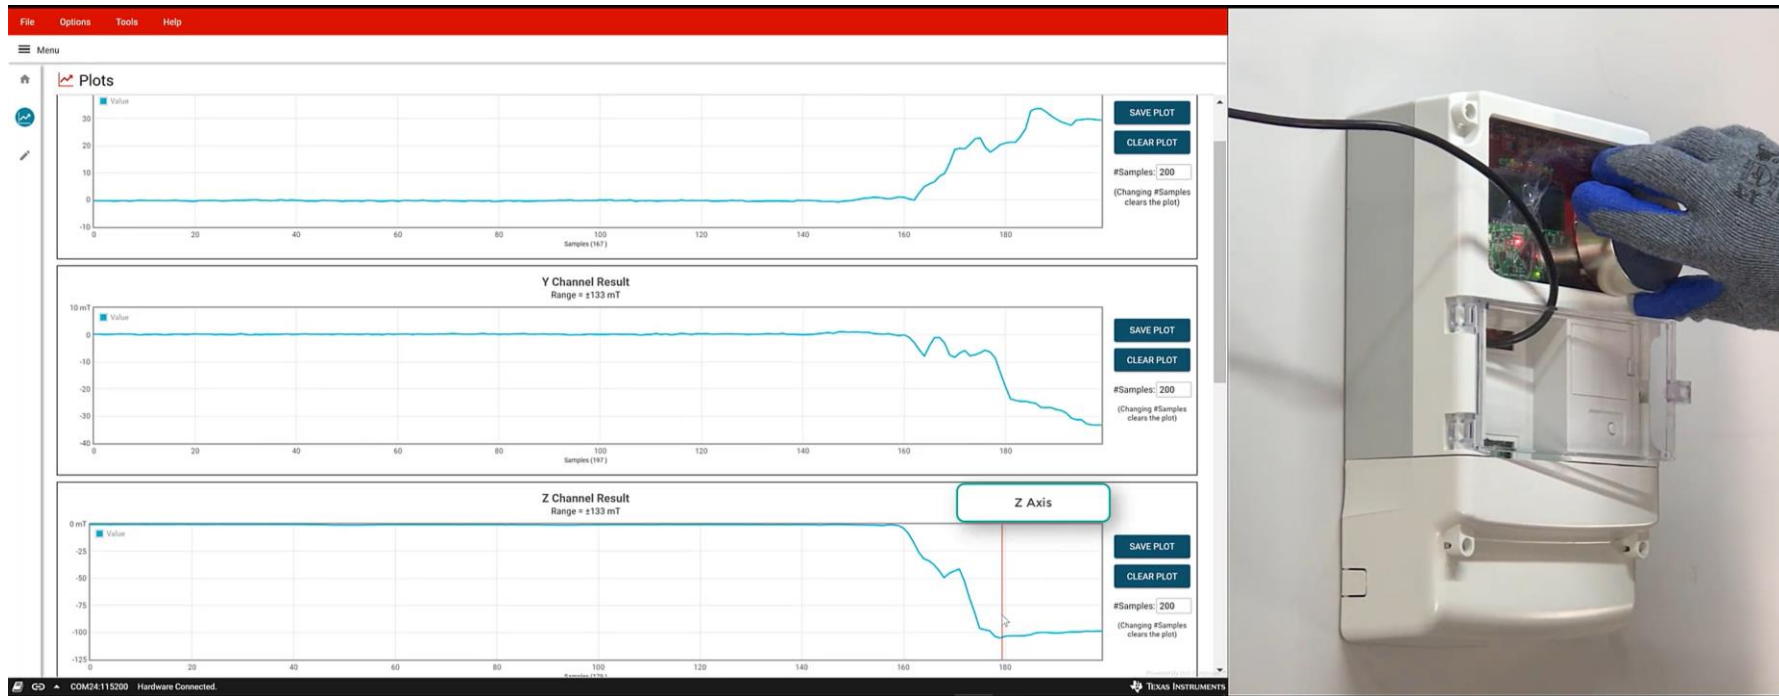 File Options Tools Help
Menu
Plots
Value
30
20
10
0
-10
0 20 40 60 80 100 120 140 160 180
Samples (167)
SAVE PLOT
CLEAR PLOT
#Samples: 200
(Changing #Samples
clears the plot)
Y Channel Result
Range = ±133 mT
10 mT
Value
0
-10
-20
-30
-40
0 20 40 60 80 100 120 140 160 180
Samples (197)
SAVE PLOT
CLEAR PLOT
#Samples: 200
(Changing #Samples
clears the plot)
Z Channel Result
Range = ±133 mT
Z Axis
0 mT
Value
-25
-50
-75
-100
-125
0 20 40 60 80 100 120 140 160 180
Samples (179)
SAVE PLOT
CLEAR PLOT
#Samples: 200
(Changing #Samples
clears the plot)
COM24:115200 Hardware Connected.
TEXAS INSTRUMENTS